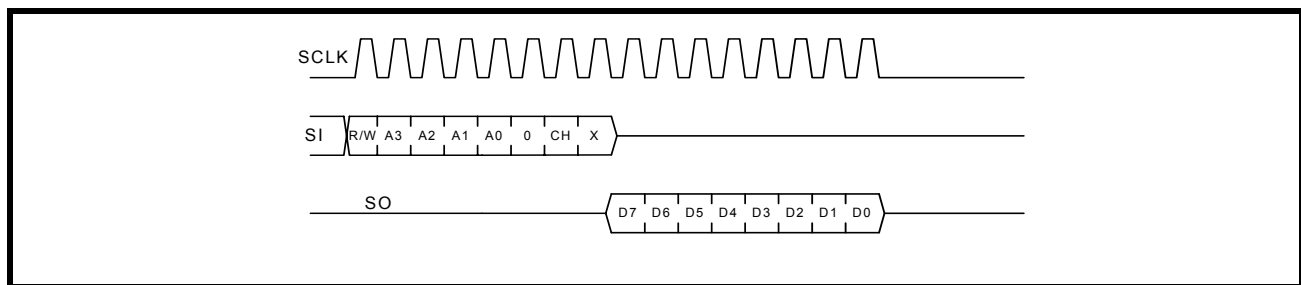 SCLK
SI R/W A3 A2 A1 A0 0 CH X
SO D7 D6 D5 D4 D3 D2 D1 D0